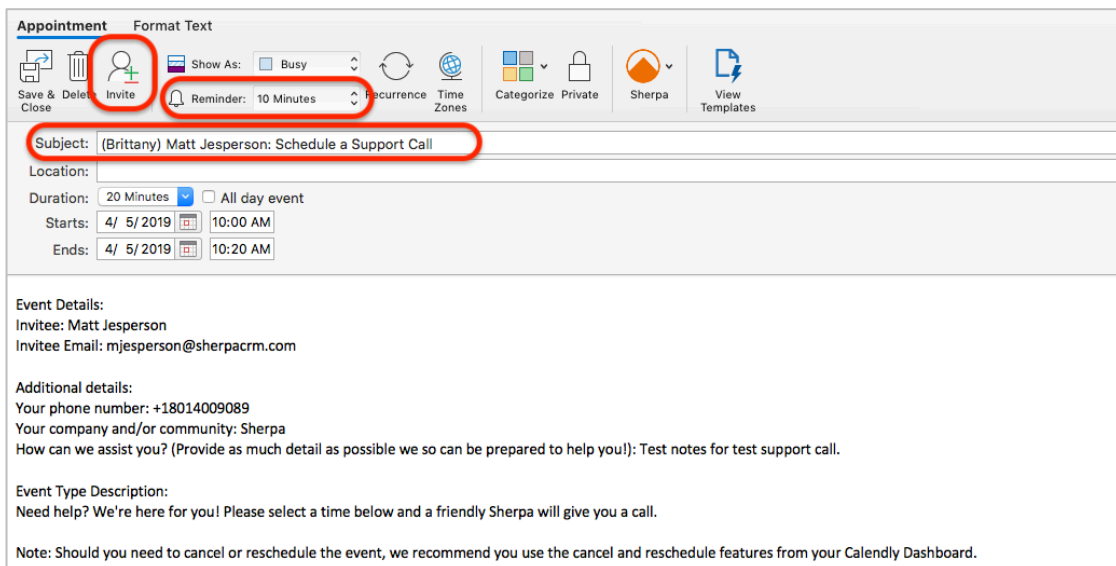 Appointment Format Text
Save & Close Delete Invite Show As: Busy Recurrence Time Zones Categorize Private Sherpa View Templates
Reminder: 10 Minutes
Subject: (Brittany) Matt Jesperson: Schedule a Support Call
Location:
Duration: 20 Minutes All day event
Starts: 4/ 5/2019 10:00 AM
Ends: 4/ 5/2019 10:20 AM
Event Details:
Invitee: Matt Jesperson
Invitee Email: mjesperson@sherpacrm.com
Additional details:
Your phone number: +18014009089
Your company and/or community: Sherpa
How can we assist you? (Provide as much detail as possible we so can be prepared to help you!): Test notes for test support call.
Event Type Description:
Need help? We're here for you! Please select a time below and a friendly Sherpa will give you a call.
Note: Should you need to cancel or reschedule the event, we recommend you use the cancel and reschedule features from your Calendly Dashboard.